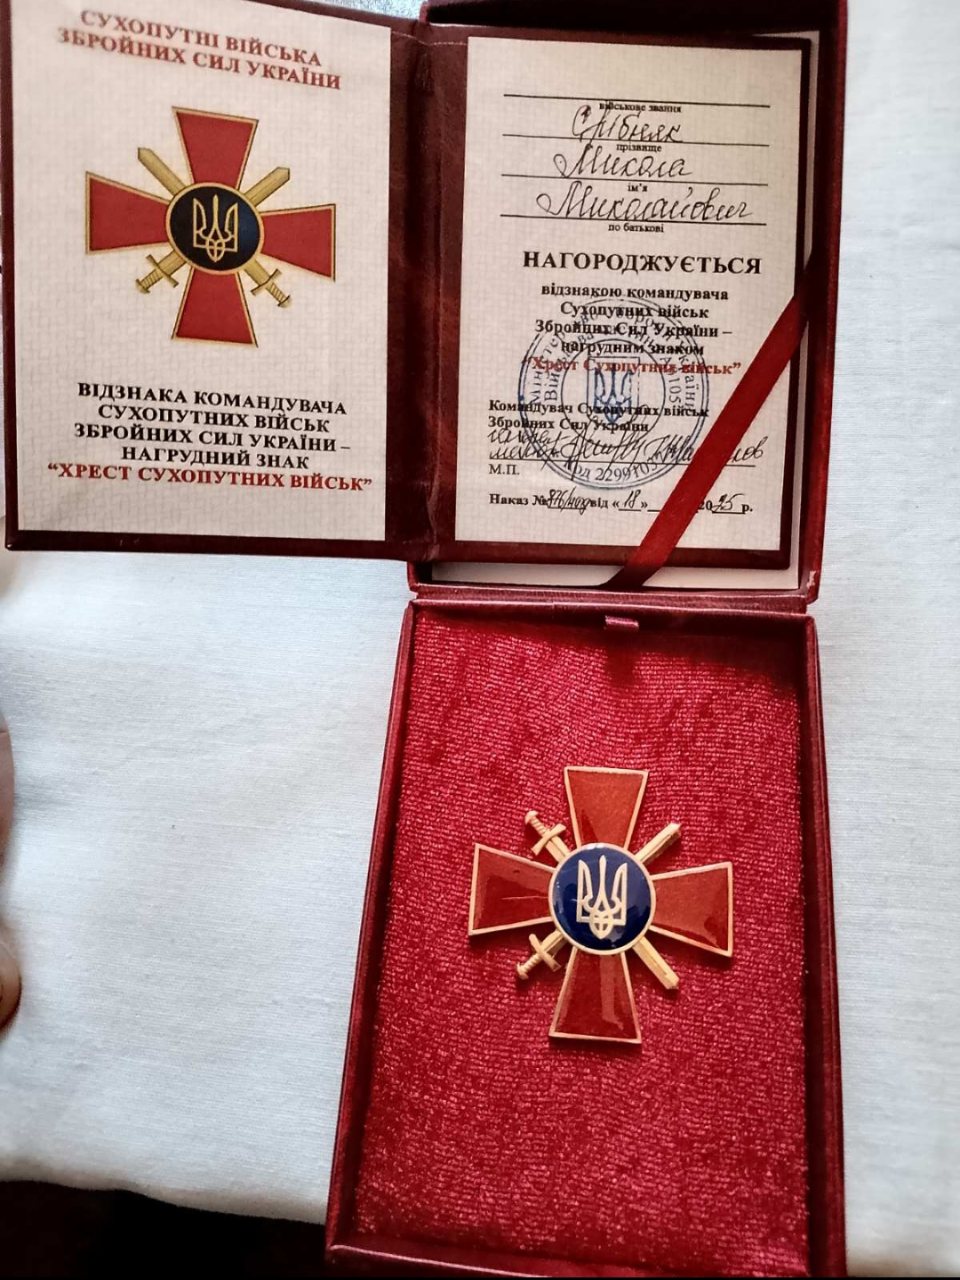 СУХОПУТНІ ВІЙСЬКА
ЗБРОЙНИХ СИЛ УКРАЇНИ
ВІДЗНАКА КОМАНДУВАЧА
СУХОПУТНИХ ВІЙСЬК
ЗБРОЙНИХ СИЛ УКРАЇНИ –
НАГРУДНИЙ ЗНАК
“ХРЕСТ СУХОПУТНИХ ВІЙСЬК”
військове звання
прізвище
Микола
ім’я
Миколайович
по батькові
НАГОРОДЖУЄТЬСЯ
відзнакою командувача
Сухопутних військ
Збройних Сил України –
нагрудним знаком
“Хрест Сухопутних військ”
Командувач Сухопутних військ
Збройних Сил України
М.П.
Наказ № від «18» 2025 р.